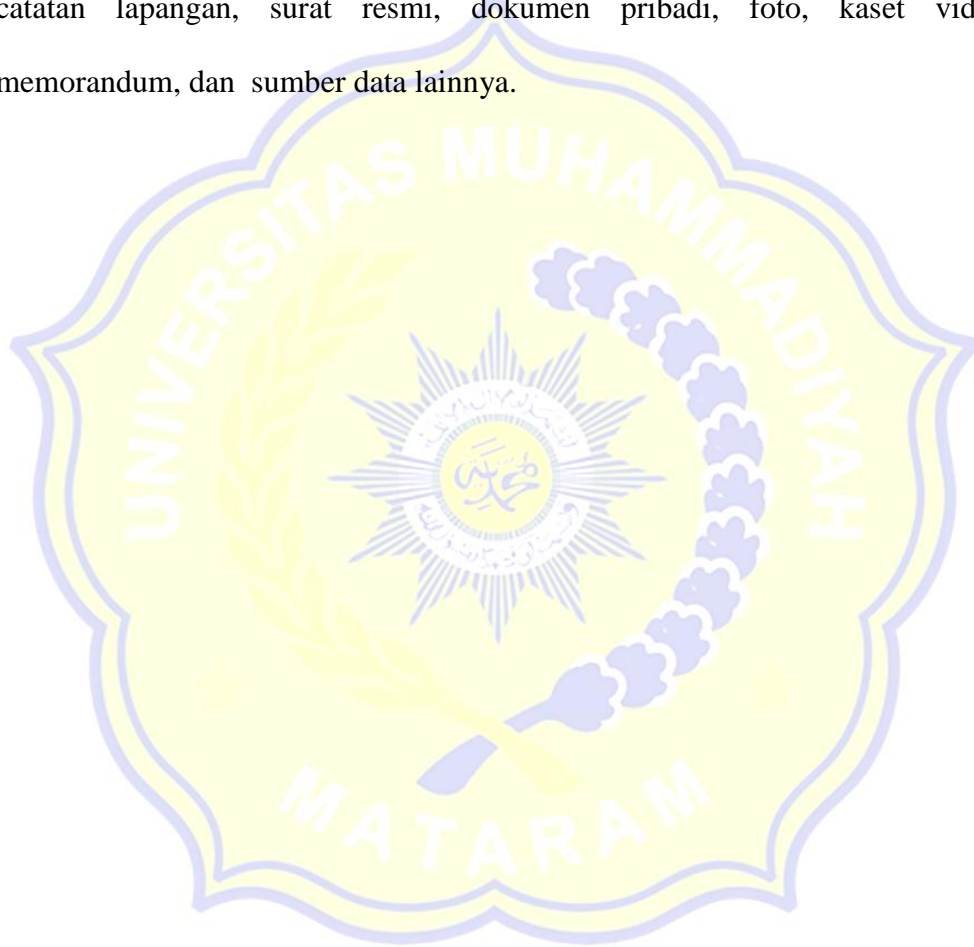 catatan lapangan, surat resmi, dokumen pribadi, foto, kaset vid
memorandum, dan sumber data lainnya.
UNIVERSITAS MUHAMMADIYAH
MATARAM